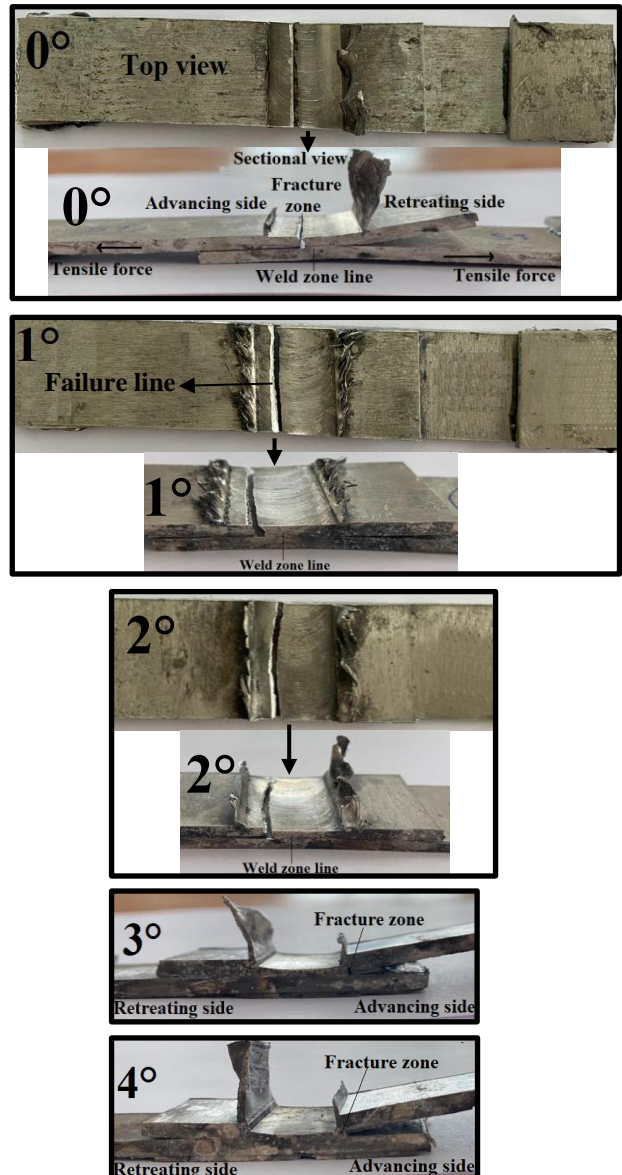 0°
Top view
Sectional view
0°
Advancing side
Fracture
zone
Retreating side
Tensile force
Weld zone line
Tensile force
1°
Failure line
1°
Weld zone line
2°
2°
Weld zone line
3°
Fracture zone
Retreating side
Advancing side
4°
Fracture zone
Retreating side
Advancing side